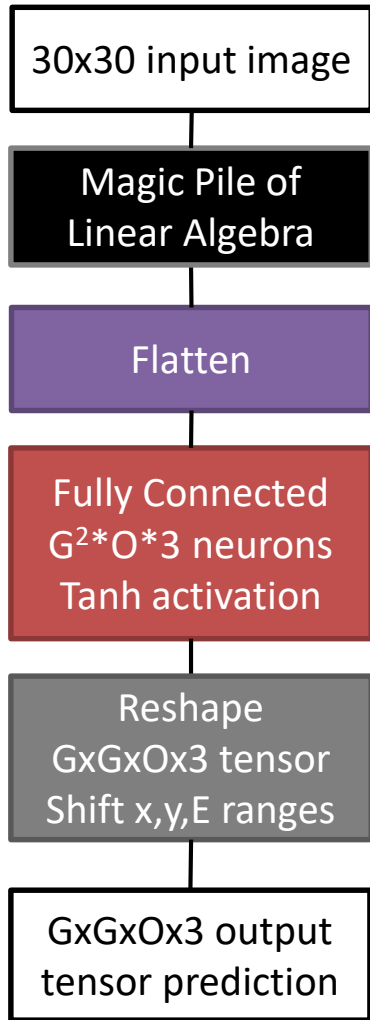 30x30 input image
Magic Pile of
Linear Algebra
Flatten
Fully Connected
G²*O*3 neurons
Tanh activation
Reshape
GxGxOx3 tensor
Shift x,y,E ranges
GxGxOx3 output
tensor prediction